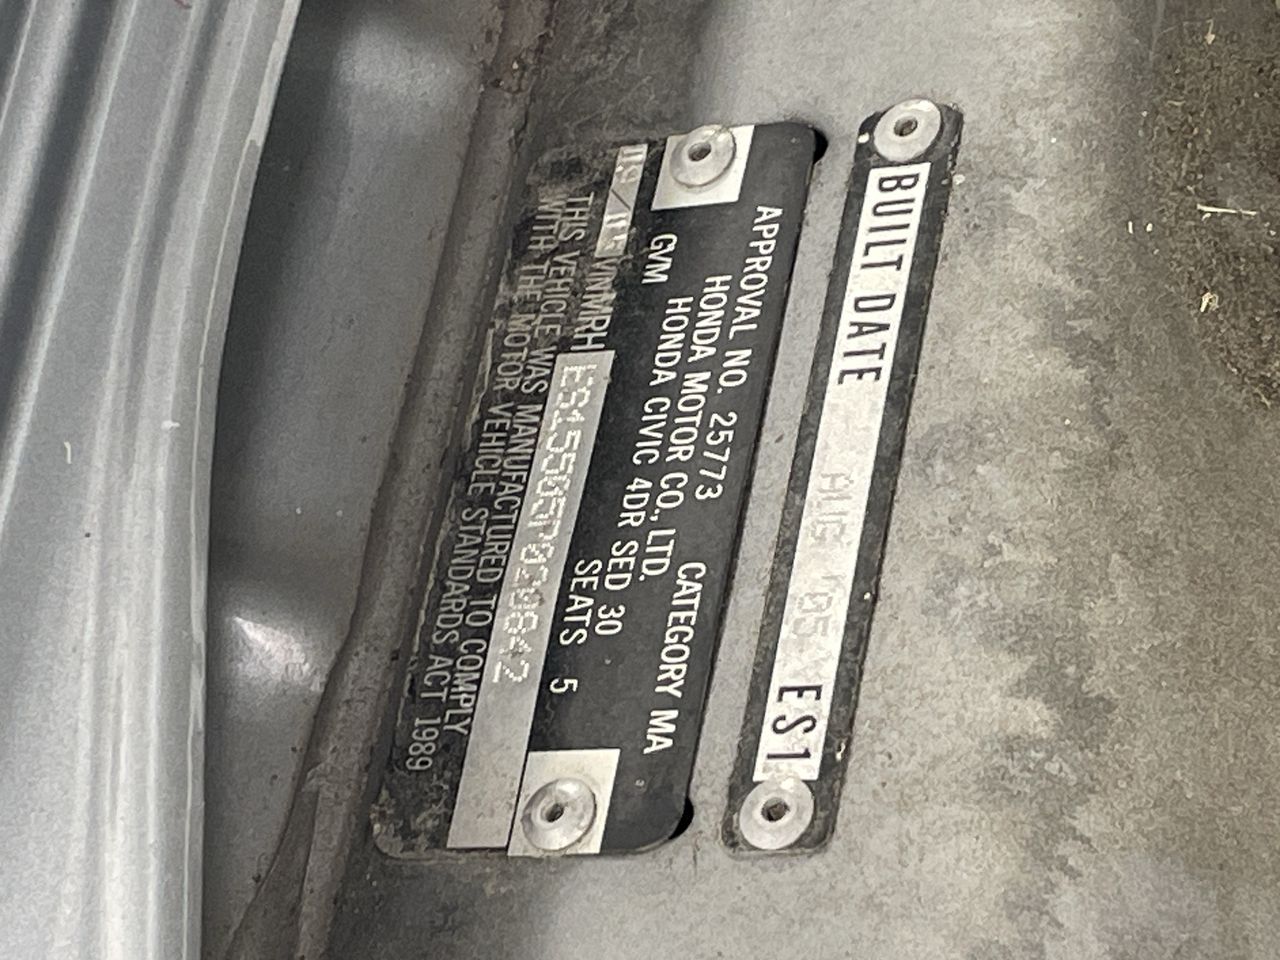 BUILT DATE AUG '05 ES1
APPROVAL NO. 25773 CATEGORY MA
HONDA MOTOR CO., LTD.
HONDA CIVIC 4DR SED 30
GVM SEATS 5
VIN MRH
THIS VEHICLE WAS MANUFACTURED TO COMPLY
WITH THE MOTOR VEHICLE STANDARDS ACT 1989